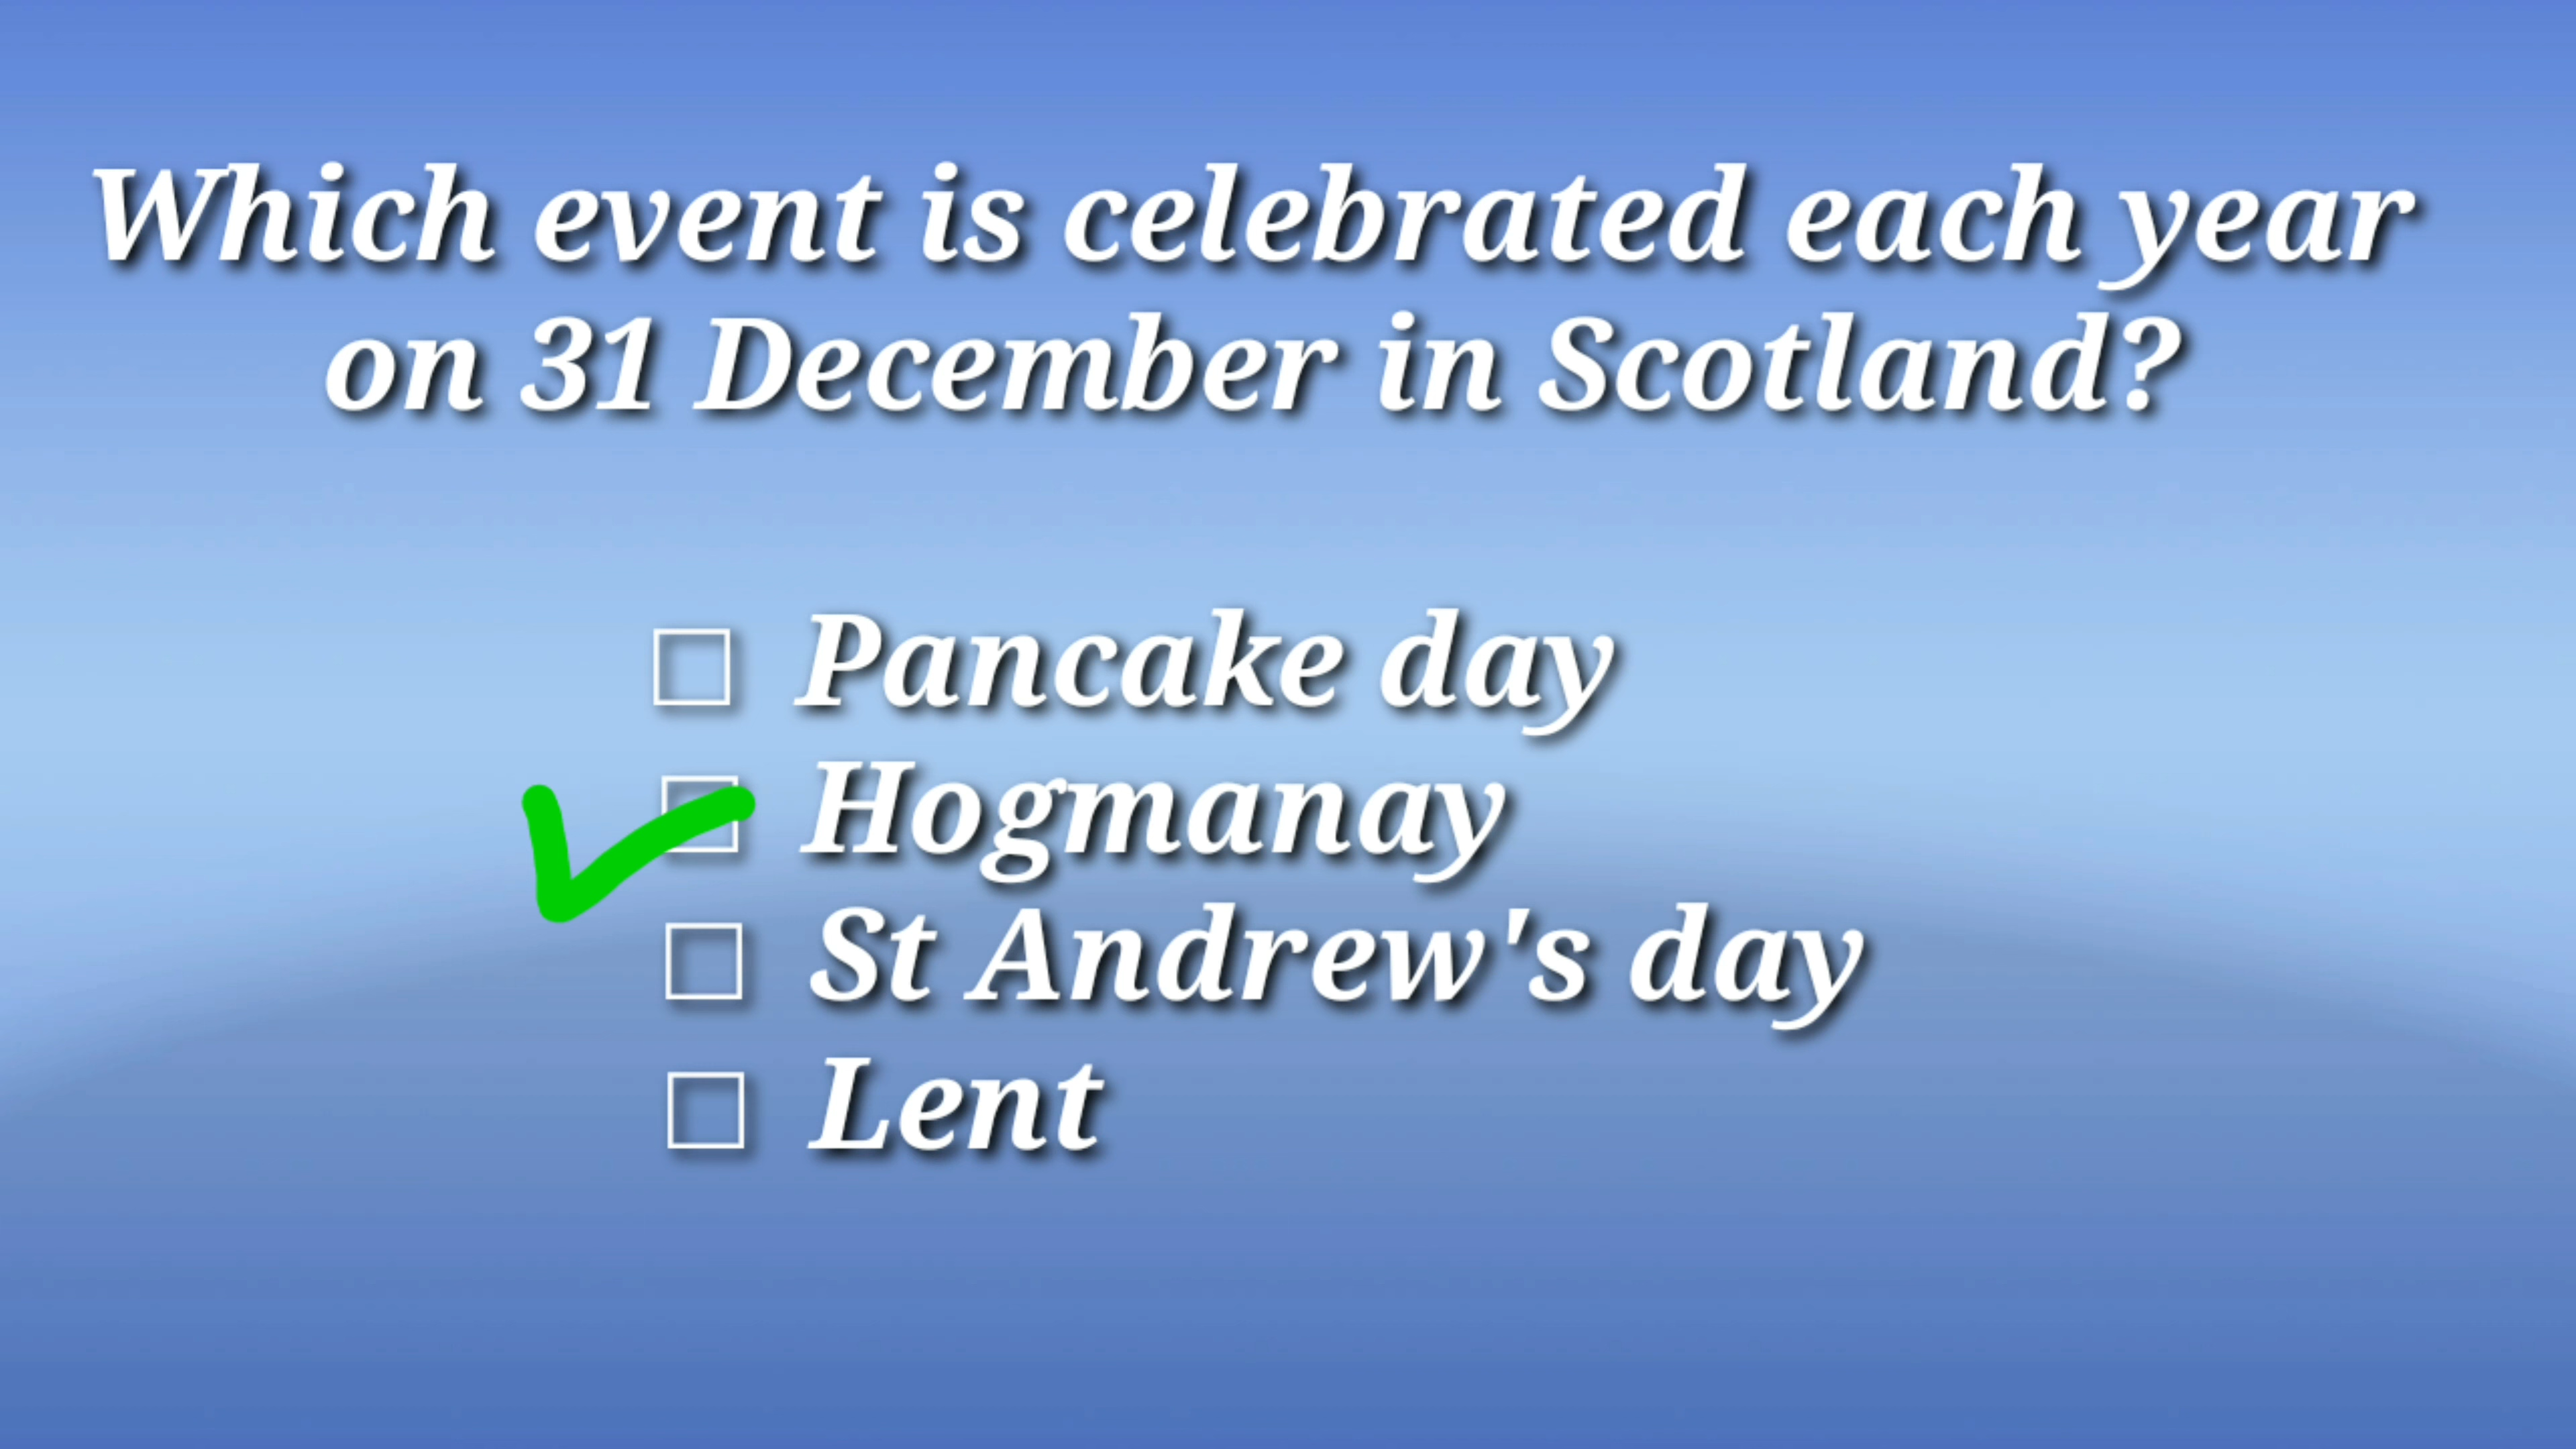 Which event is celebrated each year
on 31 December in Scotland?
□ Pancake day
□ Hogmanay
□ St Andrew's day
□ Lent